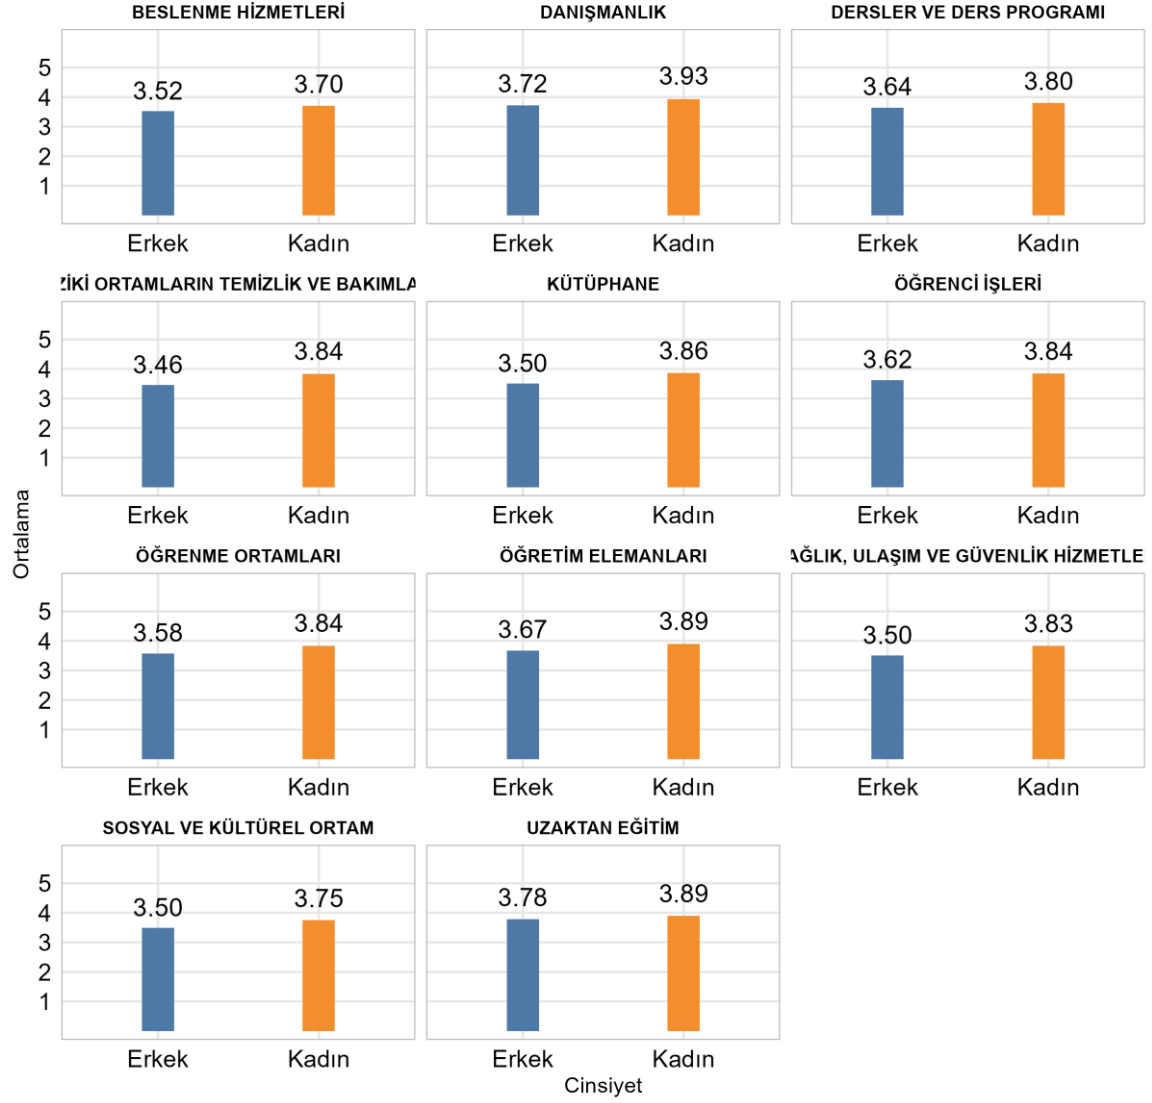 BESLENME HİZMETLERİ
DANIŞMANLIK
DERSLER VE DERS PROGRAMI
5
4
3
2
1
3.52
3.70
3.72
3.93
3.64
3.80
Erkek Kadın
Erkek Kadın
Erkek Kadın
ZİKİ ORTAMLARIN TEMİZLİK VE BAKIMLA
KÜTÜPHANE
ÖĞRENCİ İŞLERİ
5
4
3
2
1
3.46
3.84
3.50
3.86
3.62
3.84
Erkek Kadın
Erkek Kadın
Erkek Kadın
Ortalama
ÖĞRENME ORTAMLARI
ÖĞRETİM ELEMANLARI
AĞLIK, ULAŞIM VE GÜVENLİK HİZMETLE
5
4
3
2
1
3.58
3.84
3.67
3.89
3.50
3.83
Erkek Kadın
Erkek Kadın
Erkek Kadın
SOSYAL VE KÜLTÜREL ORTAM
UZAKTAN EĞİTİM
5
4
3
2
1
3.50
3.75
3.78
3.89
Erkek Kadın
Erkek Kadın
Cinsiyet